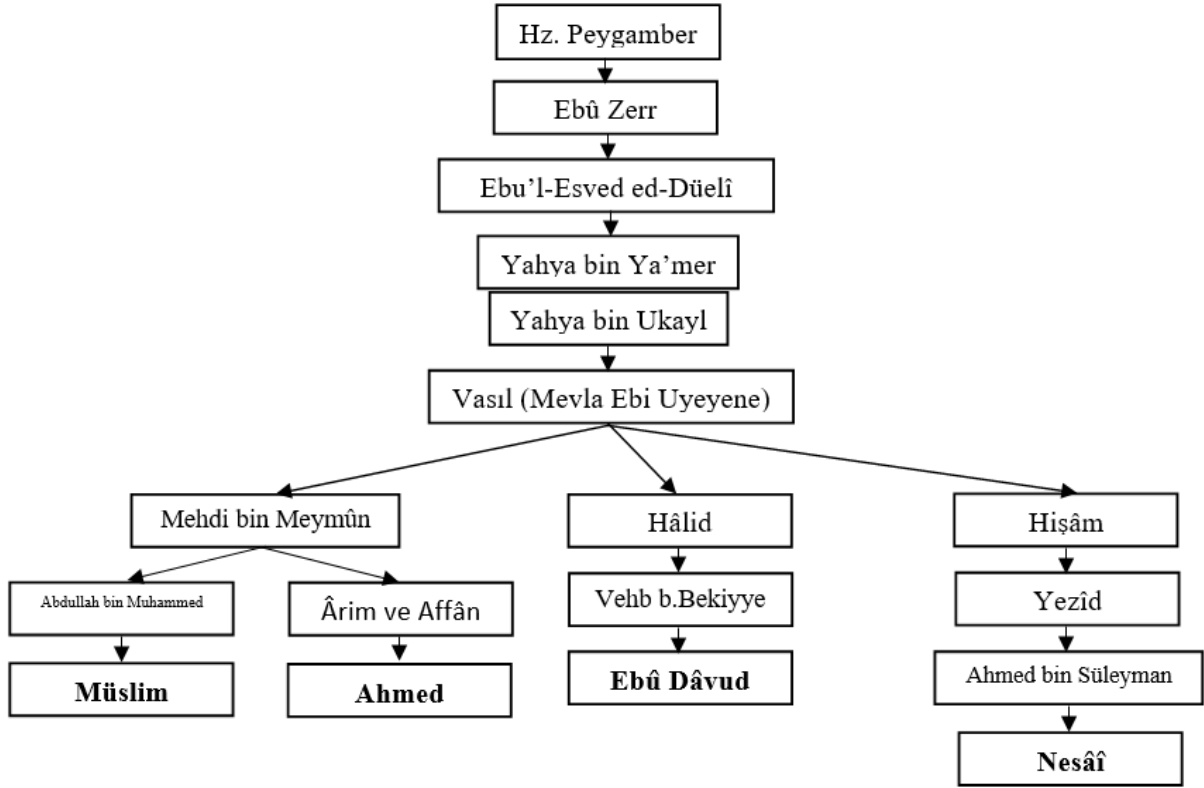 Hz. Peygamber
Ebû Zerr
Ebu’l-Esved ed-Düelî
Yahya bin Ya’mer
Yahya bin Ukayl
Vasıl (Mevla Ebi Uyeyene)
Mehdi bin Meymûn
Hâlid
Hişâm
Abdullah bin Muhammed
Ârim ve Affân
Vehb b.Bekiyye
Yezîd
Müslim
Ahmed
Ebû Dâvud
Ahmed bin Süleyman
Nesâî